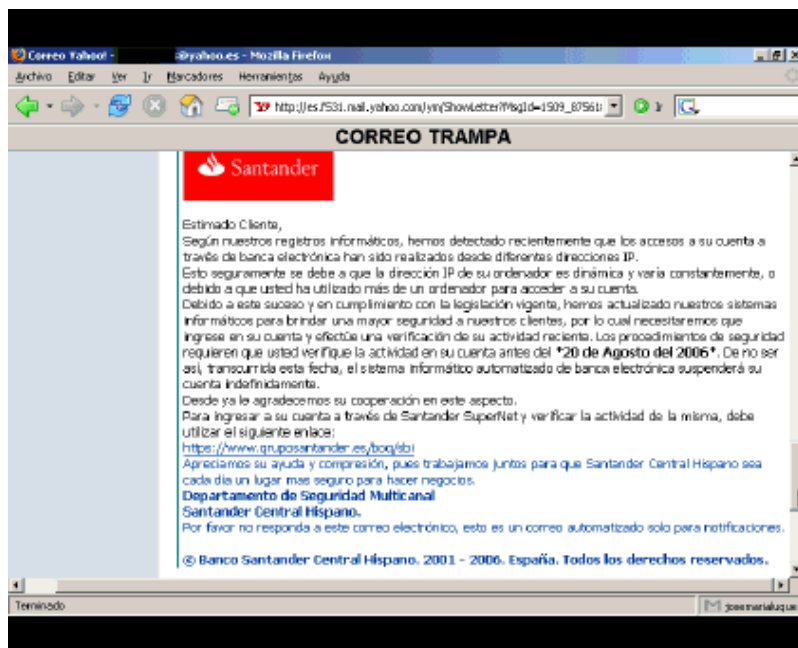 Correo Yahoo! - @yahoo.es - Mozilla Firefox
Archivo Editar Ver Ir Marcadores Herramientas Ayuda
http://es.f531.mail.yahoo.com/ym/ShowLetter?MsgId=1509_87561
CORREO TRAMPA
Santander
Estimado Cliente,
Según nuestros registros informáticos, hemos detectado recientemente que los accesos a su cuenta a
través de banca electrónica han sido realizados desde diferentes direcciones IP.
Esto seguramente se debe a que la dirección IP de su ordenador es dinámica y varía constantemente, o
debido a que usted ha utilizado más de un ordenador para acceder a su cuenta.
Debido a este suceso y en cumplimiento con la legislación vigente, hemos actualizado nuestros sistemas
informáticos para brindar una mayor seguridad a nuestros clientes, por lo cual necesitaremos que
ingrese en su cuenta y efectúe una verificación de su actividad reciente. Los procedimientos de seguridad
requieren que usted verifique la actividad en su cuenta antes del *20 de Agosto del 2006*. De no ser
así, transcurrida esta fecha, el sistema informático automatizado de banca electrónica suspenderá su
cuenta indefinidamente.
Desde ya le agradecemos su cooperación en este aspecto.
Para ingresar a su cuenta a través de Santander SuperNet y verificar la actividad de la misma, debe
utilizar el siguiente enlace:
https://www.gruposantander.es/bog/sbi
Apreciamos su ayuda y compresión, pues trabajamos juntos para que Santander Central Hispano sea
cada día un lugar mas seguro para hacer negocios.
Departamento de Seguridad Multicanal
Santander Central Hispano.
Por favor no responda a este correo electrónico, esto es un correo automatizado solo para notificaciones.
© Banco Santander Central Hispano. 2001 - 2006. España. Todos los derechos reservados.
Terminado
josemarialuque